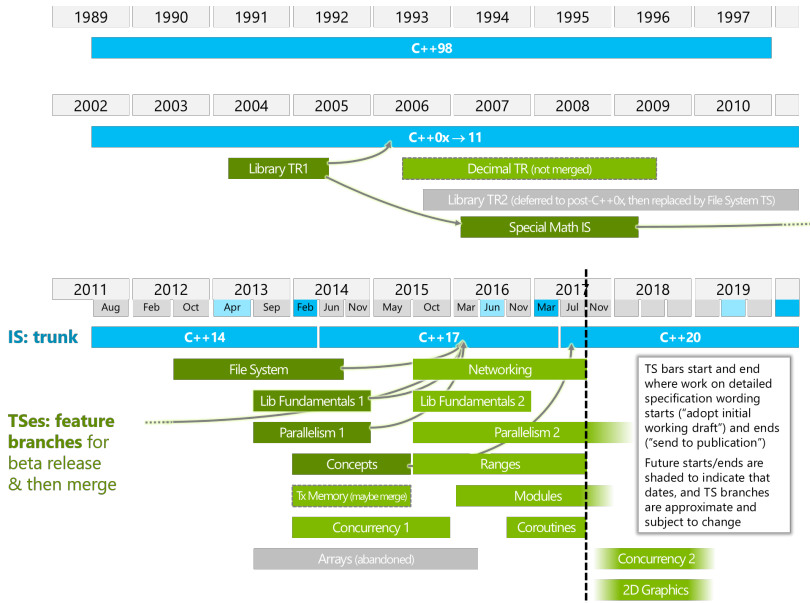 1989 1990 1991 1992 1993 1994 1995 1996 1997
C++98
2002 2003 2004 2005 2006 2007 2008 2009 2010
C++0x → 11
Library TR1
Decimal TR (not merged)
Library TR2 (deferred to post-C++0x, then replaced by File System TS)
Special Math IS
2011 2012 2013 2014 2015 2016 2017 2018 2019
Aug Feb Oct Apr Sep Feb Jun Nov May Oct Mar Jun Nov Mar Jul Nov
IS: trunk
C++14 C++17 C++20
File System Networking
Lib Fundamentals 1 Lib Fundamentals 2
Parallelism 1 Parallelism 2
Concepts Ranges
Tx Memory (maybe merge) Modules
Concurrency 1 Coroutines
Arrays (abandoned) Concurrency 2
2D Graphics
TSes: feature
branches for
beta release
& then merge
TS bars start and end
where work on detailed
specification wording
starts (“adopt initial
working draft”) and ends
(“send to publication”)
Future starts/ends are
shaded to indicate that
dates, and TS branches
are approximate and
subject to change